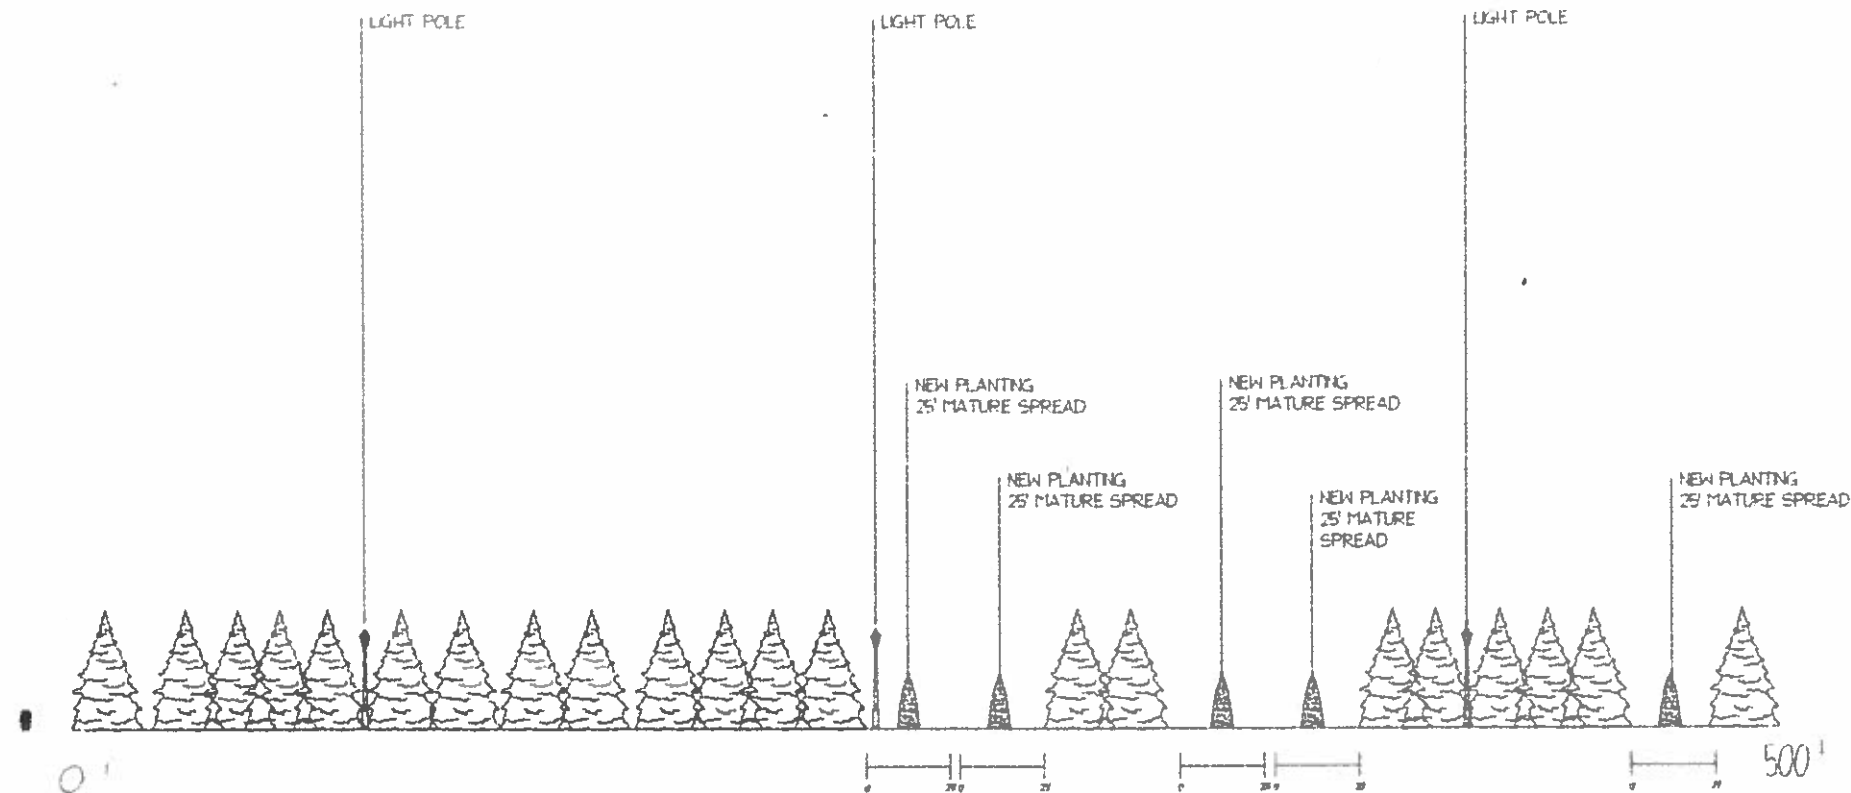 LIGHT POLE
LIGHT POLE
LIGHT POLE
NEW PLANTING
25' MATURE SPREAD
NEW PLANTING
25' MATURE SPREAD
NEW PLANTING
25' MATURE SPREAD
NEW PLANTING
25' MATURE
SPREAD
NEW PLANTING
25' MATURE SPREAD
0'
500'